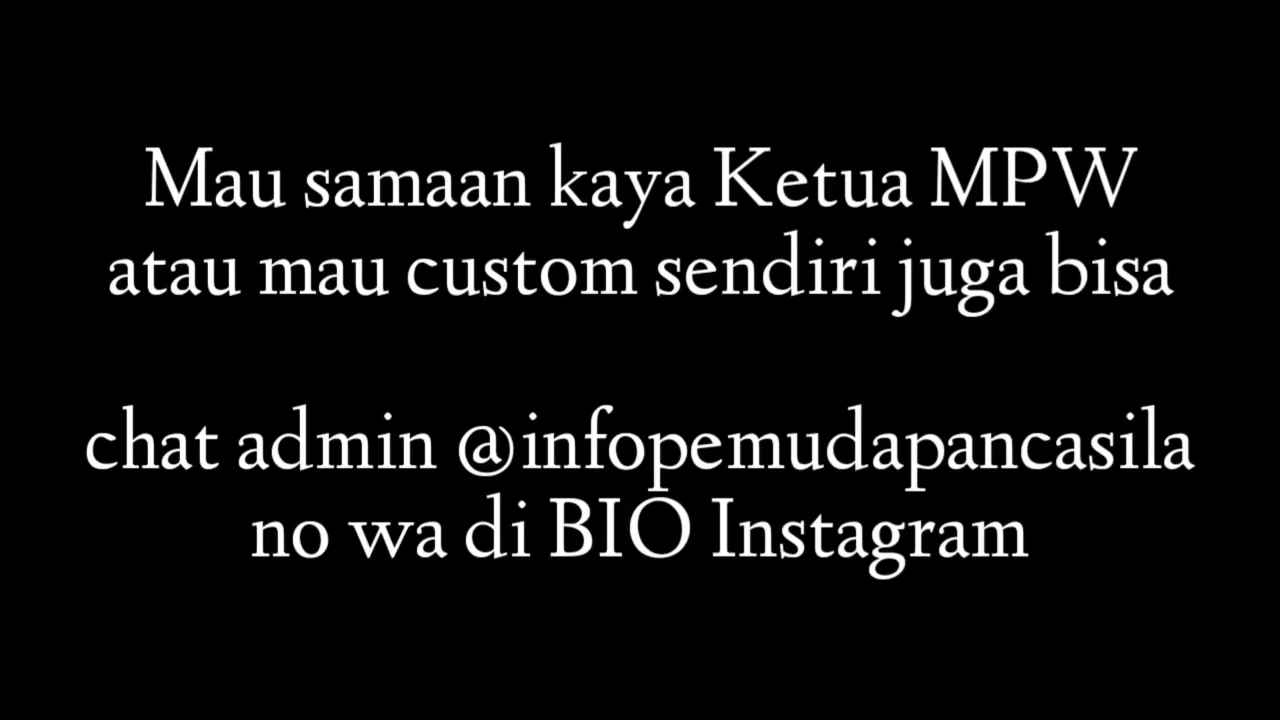 Mau samaan kaya Ketua MPW
atau mau custom sendiri juga bisa
chat admin @infopemudapancasila
no wa di BIO Instagram